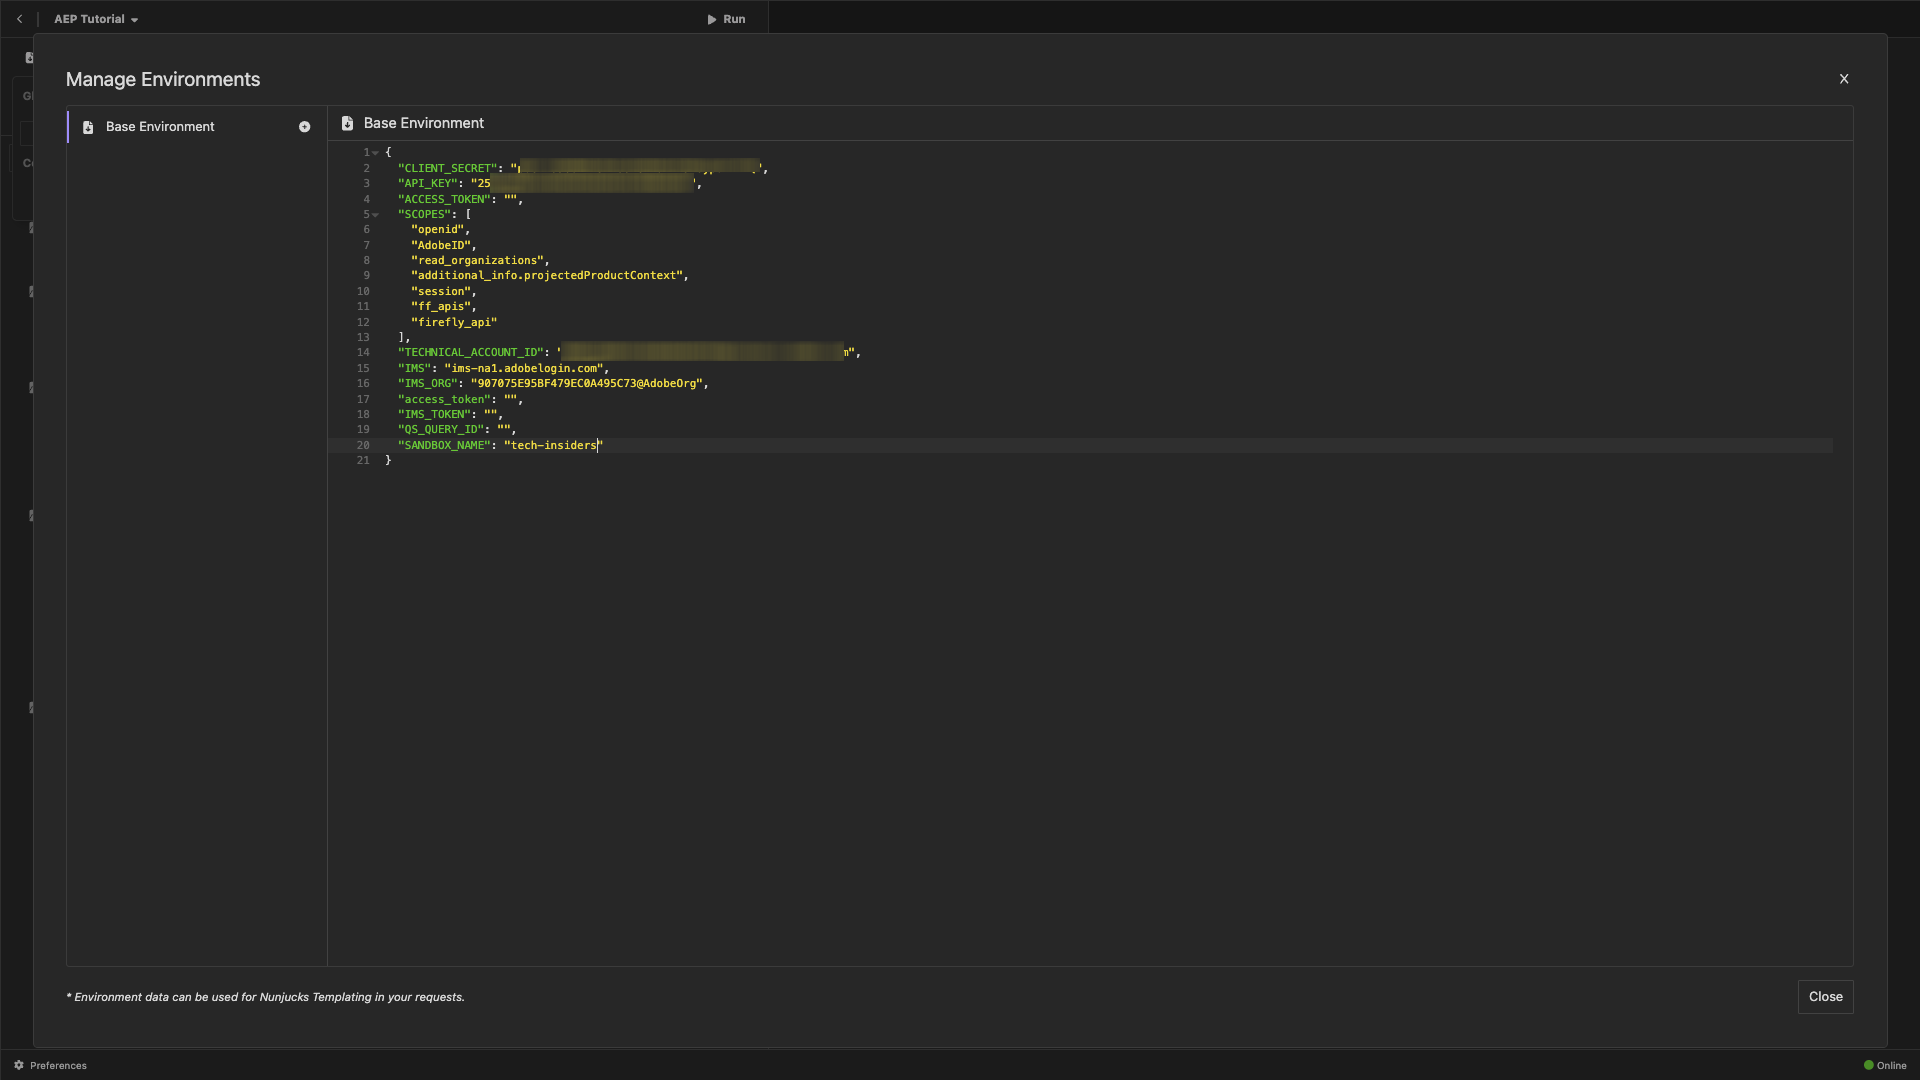 AEP Tutorial
Run
Manage Environments
X
Base Environment
Base Environment
1 {
2 "CLIENT_SECRET": "
3 "API_KEY": "25
4 "ACCESS_TOKEN": "",
5 "SCOPES": [
6 "openid",
7 "AdobeID",
8 "read_organizations",
9 "additional_info.projectedProductContext",
10 "session",
11 "ff_apis",
12 "firefly_api"
13 ],
14 "TECHNICAL_ACCOUNT_ID": "
15 "IMS": "ims-na1.adobelogin.com",
16 "IMS_ORG": "907075E95BF479EC0A495C73@AdobeOrg",
17 "access_token": "",
18 "IMS_TOKEN": "",
19 "QS_QUERY_ID": "",
20 "SANDBOX_NAME": "tech-insiders"
21 }
* Environment data can be used for Nunjucks Templating in your requests.
Close
Preferences
Online